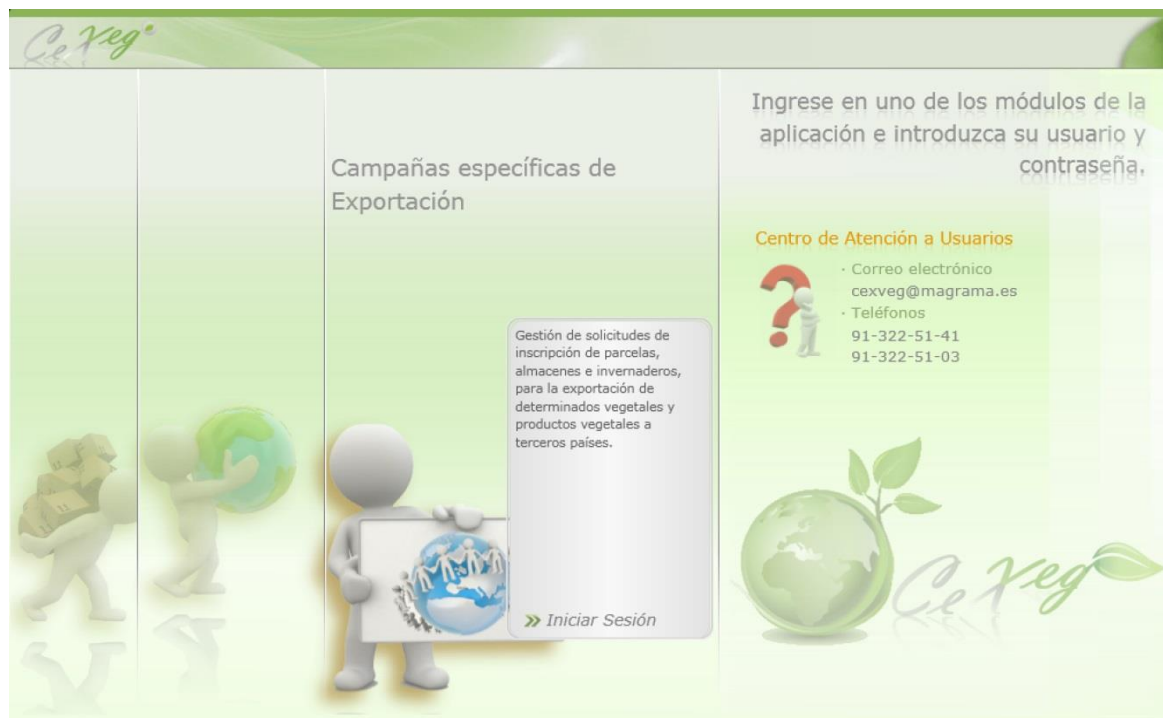 CeXveg
Ingrese en uno de los módulos de la
aplicación e introduzca su usuario y
contraseña.
Campañas específicas de
Exportación
Centro de Atención a Usuarios
· Correo electrónico
cexveg@magrama.es
· Teléfonos
91-322-51-41
91-322-51-03
Gestión de solicitudes de
inscripción de parcelas,
almacenes e invernaderos,
para la exportación de
determinados vegetales y
productos vegetales a
terceros países.
» Iniciar Sesión
CeXveg